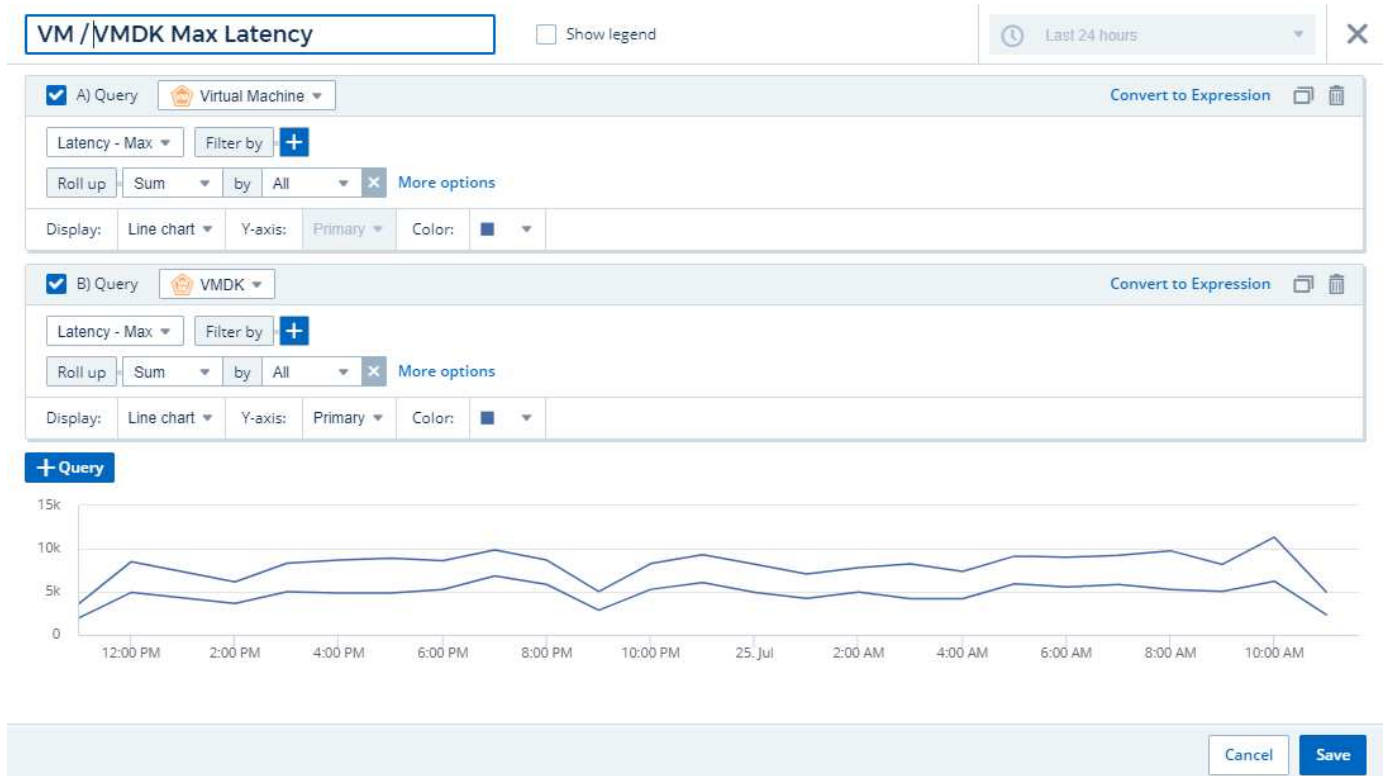 VM / VMDK Max Latency Show legend Last 24 hours
A) Query Virtual Machine Convert to Expression
Latency - Max Filter by +
Roll up Sum by All × More options
Display: Line chart Y-axis: Primary Color:
B) Query VMDK Convert to Expression
Latency - Max Filter by +
Roll up Sum by All × More options
Display: Line chart Y-axis: Primary Color:
+ Query
15k
10k
5k
0
12:00 PM 2:00 PM 4:00 PM 6:00 PM 8:00 PM 10:00 PM 25. Jul 2:00 AM 4:00 AM 6:00 AM 8:00 AM 10:00 AM
Cancel Save